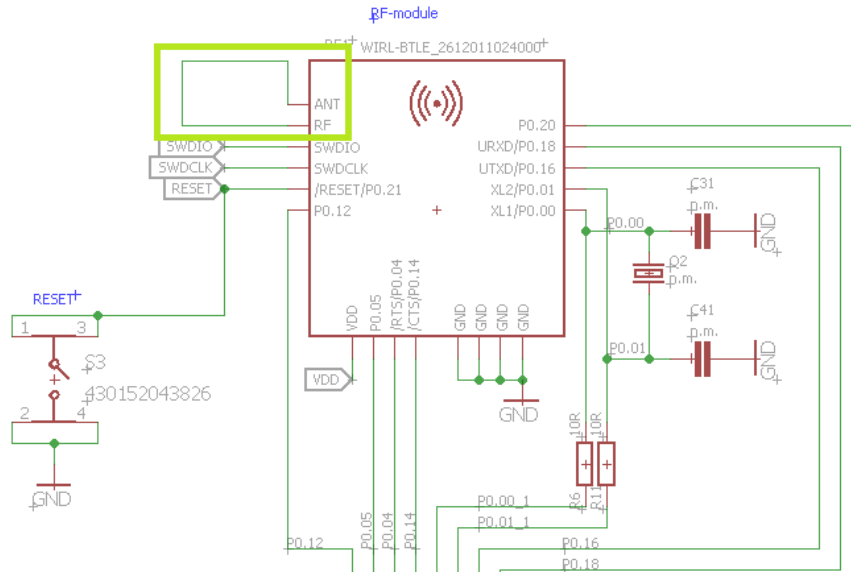 RF-module
RF1 WIRL-BTLE_2612011024000
ANT
RF
SWDIO
SWDIO
SWDCLK
SWDCLK
RESET
/RESET/P0.21
P0.12
P0.20
URXD/P0.18
UTXD/P0.16
XL2/P0.01
XL1/P0.00
VDD
P0.05
/RTS/P0.04
/CTS/P0.14
GND
GND
GND
GND
VDD
GND
P0.00
C31
p.m.
GND
Q2
p.m.
C41
p.m.
P0.01
GND
RESET
1
3
S3
430152043826
2
4
GND
10R
10R
R6
R11
P0.00_1
P0.01_1
P0.12
P0.05
P0.04
P0.14
P0.16
P0.18